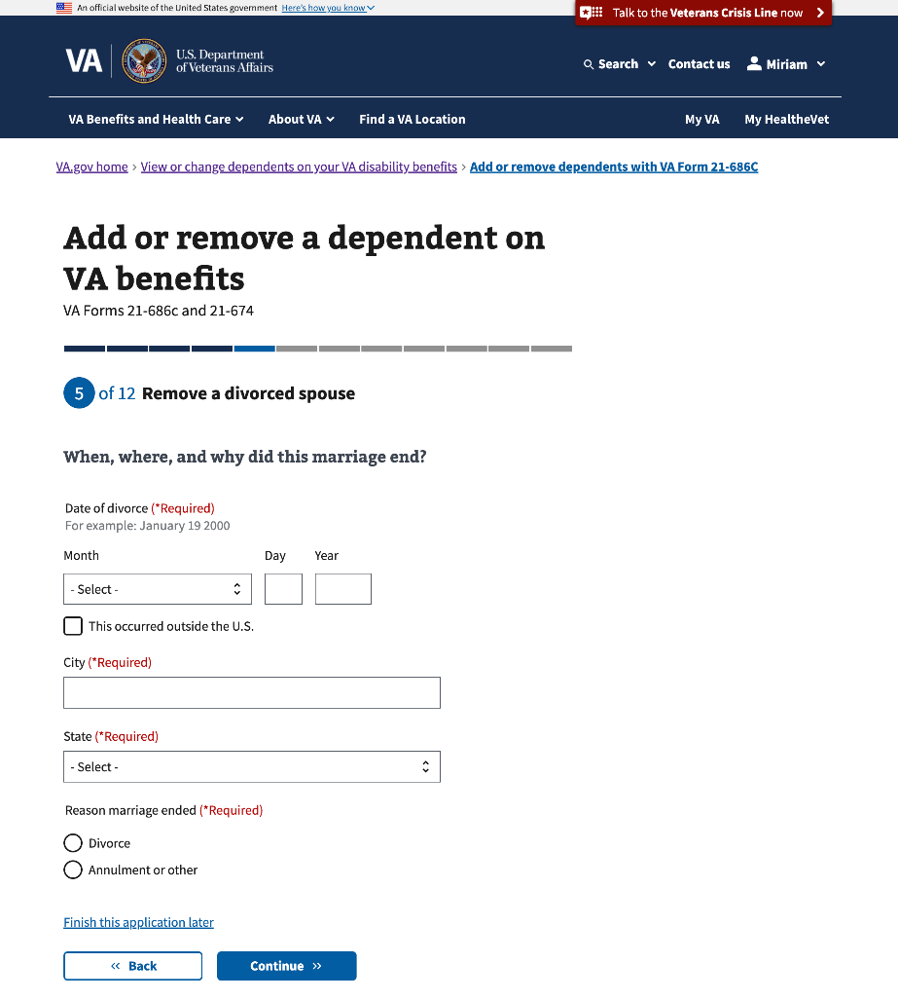 An official website of the United States government Here's how you know
Talk to the Veterans Crisis Line now
VA
U.S. Department
of Veterans Affairs
Search Contact us Miriam
VA Benefits and Health Care About VA Find a VA Location My VA My HealtheVet
VA.gov home › View or change dependents on your VA disability benefits › Add or remove dependents with VA Form 21-686C
Add or remove a dependent on
VA benefits
VA Forms 21-686c and 21-674
5 of 12 Remove a divorced spouse
When, where, and why did this marriage end?
Date of divorce (*Required)
For example: January 19 2000
Month Day Year
- Select -
This occurred outside the U.S.
City (*Required)
State (*Required)
- Select -
Reason marriage ended (*Required)
Divorce
Annulment or other
Finish this application later
« Back Continue »